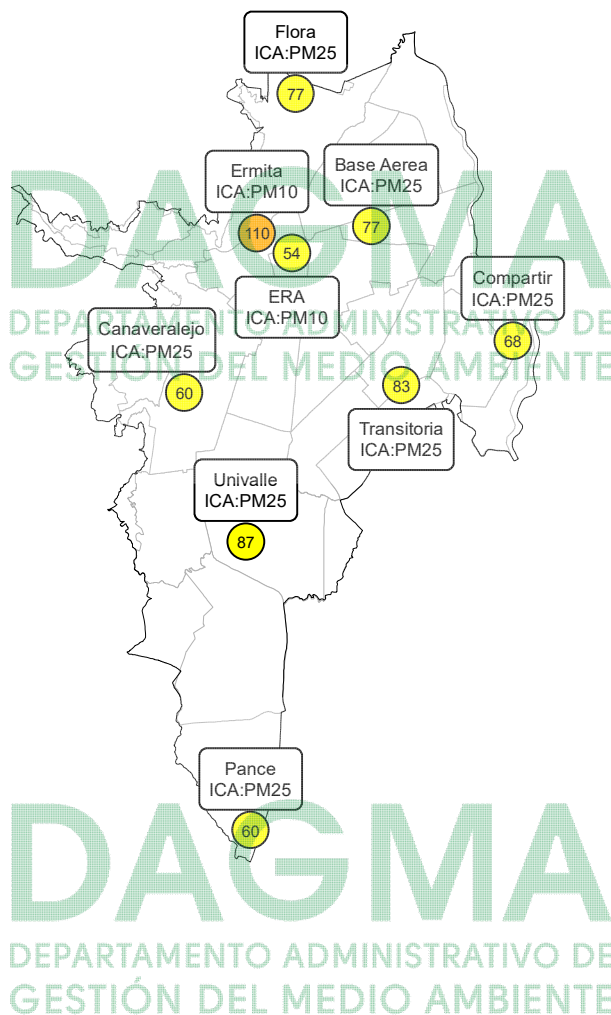 Flora
ICA:PM25
77
Ermita
ICA:PM10
110
Base Aerea
ICA:PM25
77
54
ERA
ICA:PM10
DAGMA
DEPARTAMENTO ADMINISTRATIVO DE
GESTIÓN DEL MEDIO AMBIENTE
Compartir
ICA:PM25
68
Canaveralejo
ICA:PM25
60
83
Transitoria
ICA:PM25
Univalle
ICA:PM25
87
Pance
ICA:PM25
60
DAGMA
DEPARTAMENTO ADMINISTRATIVO DE
GESTIÓN DEL MEDIO AMBIENTE